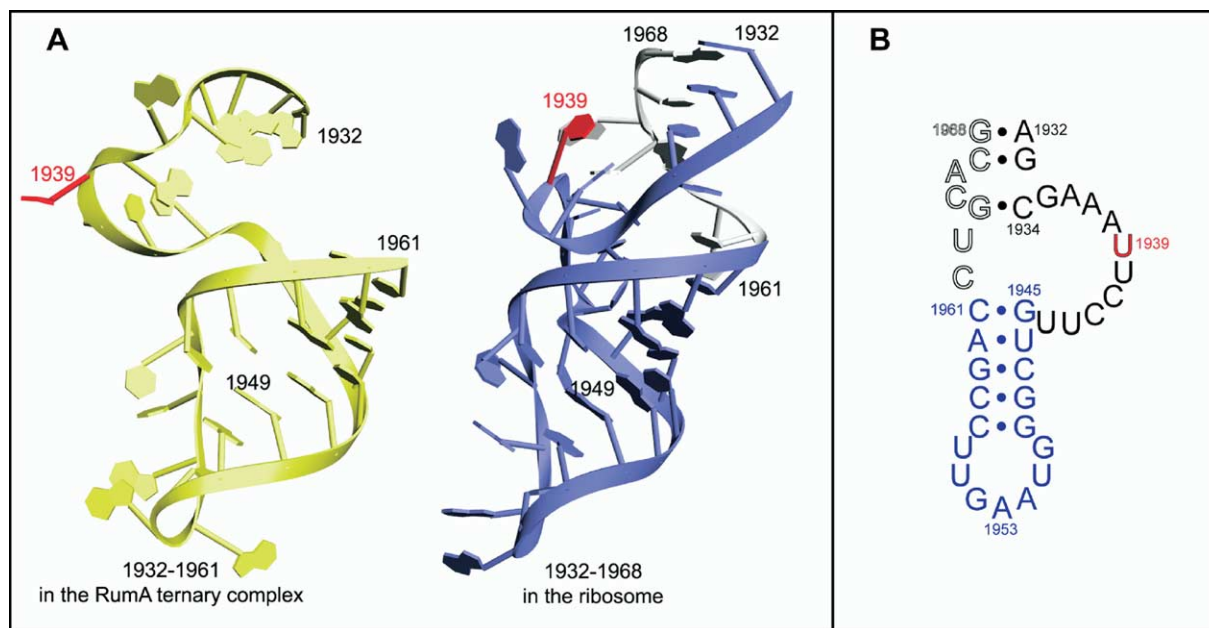 A
1968
1932
1939
1932
1939
1961
1961
1949
1949
1932-1961
in the RumA ternary complex
1932-1968
in the ribosome
B
1968 G • A 1932
C • G
A
C G • C G A A A
1934
U U 1939
C U
C
1961 C • G 1945 U U C
A • U
G • C
C • G
C • G
U U
U A
G A
1953